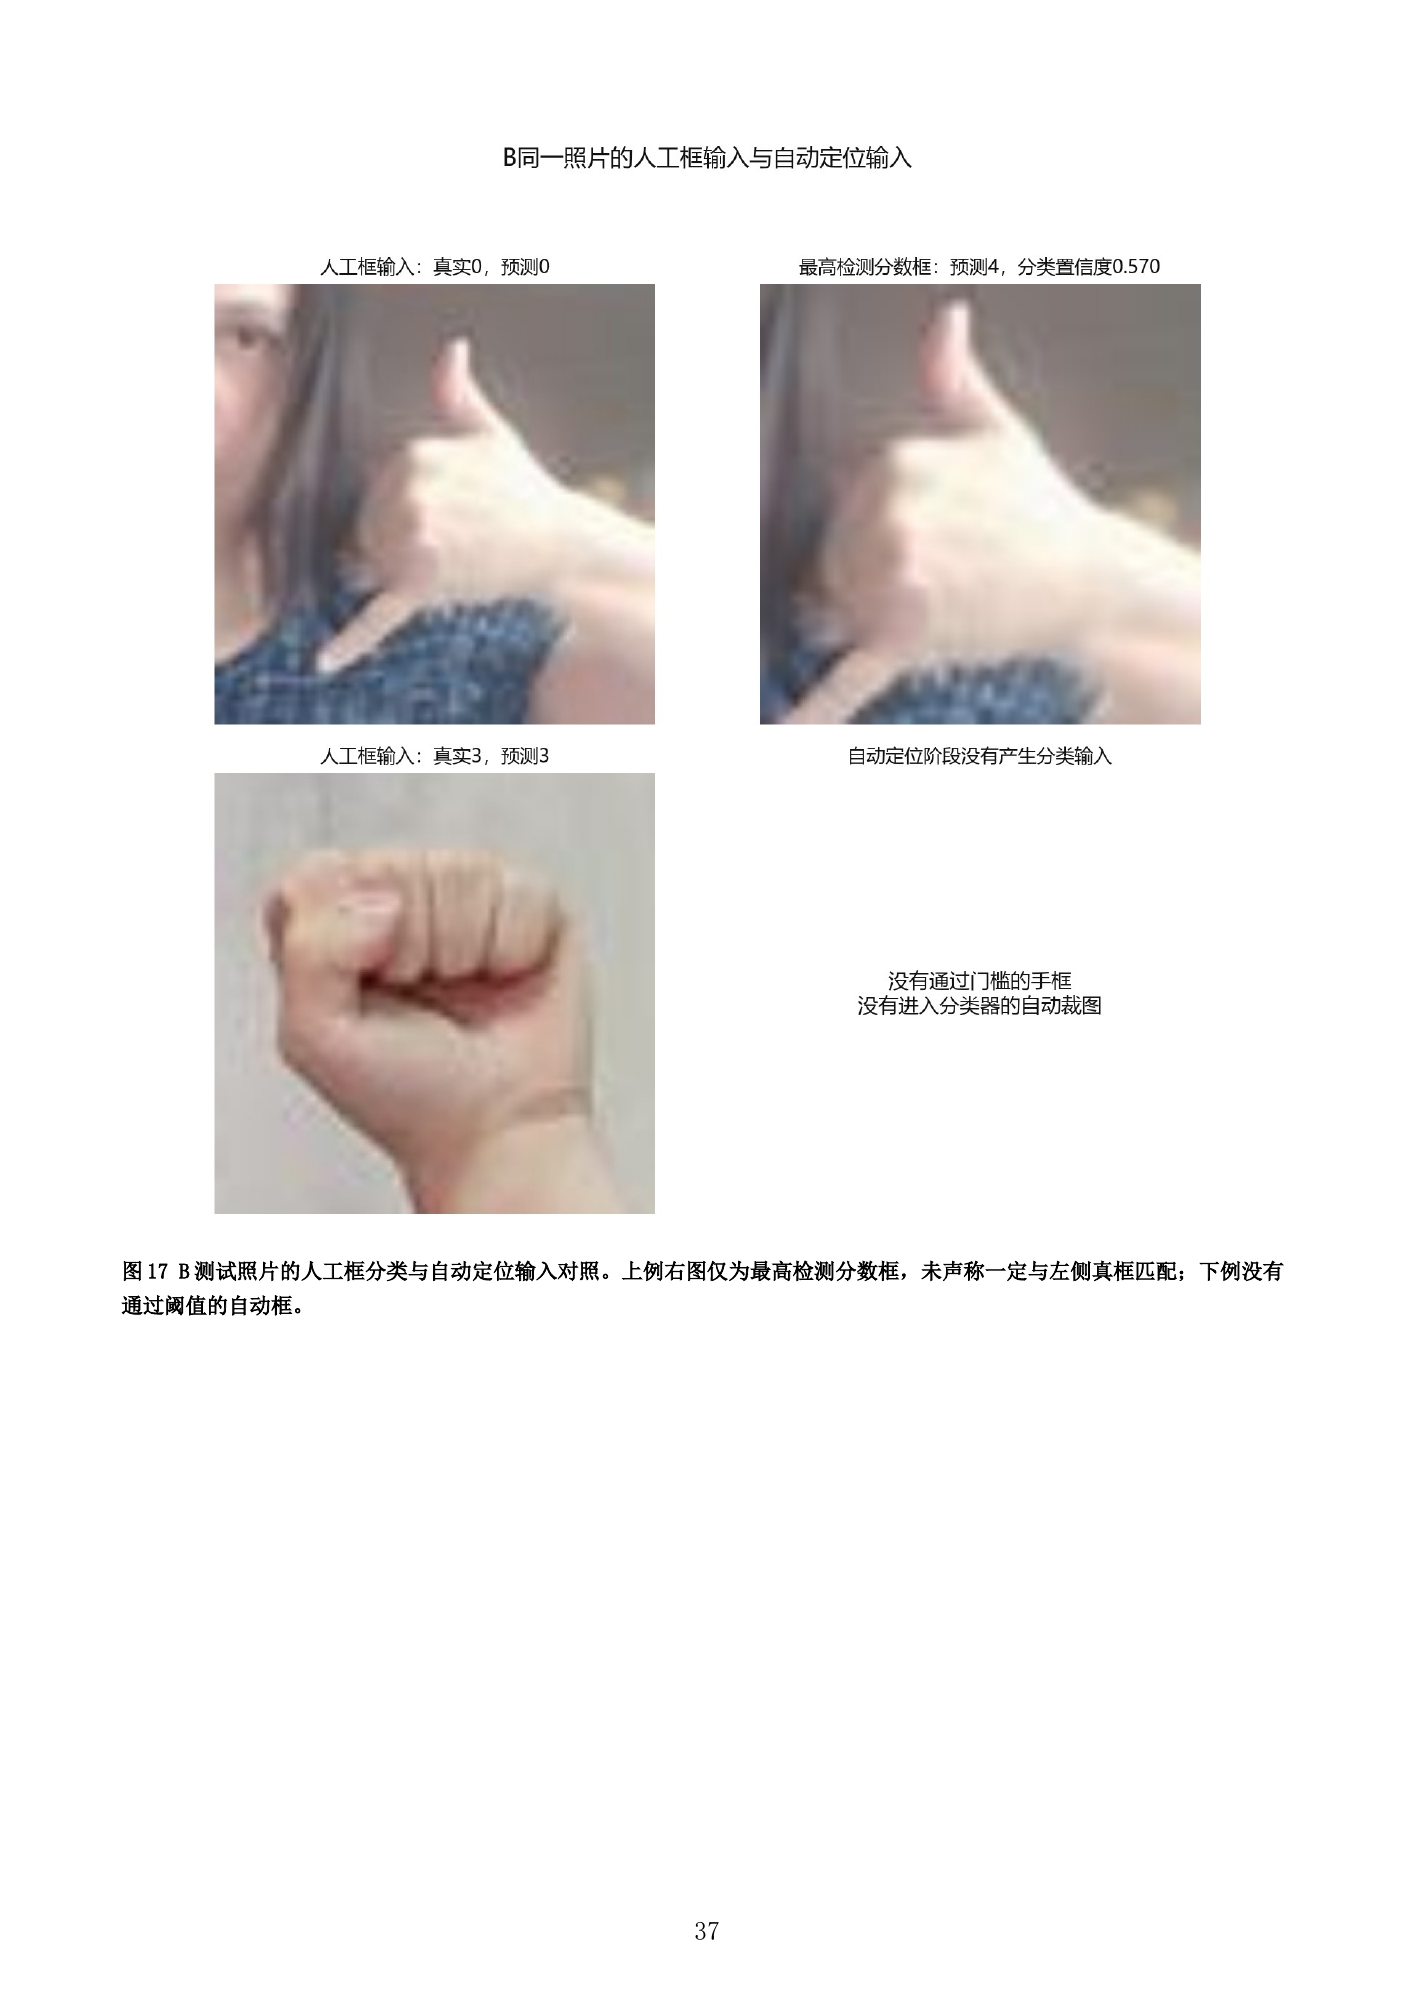 B同一照片的人工框输入与自动定位输入
人工框输入：真实0，预测0
最高检测分数框：预测4，分类置信度0.570
人工框输入：真实3，预测3
自动定位阶段没有产生分类输入
没有通过门槛的手框
没有进入分类器的自动裁图
图 17 B 测试照片的人工框分类与自动定位输入对照。上例右图仅为最高检测分数框，未声称一定与左侧真框匹配；下例没有
通过阈值的自动框。
37